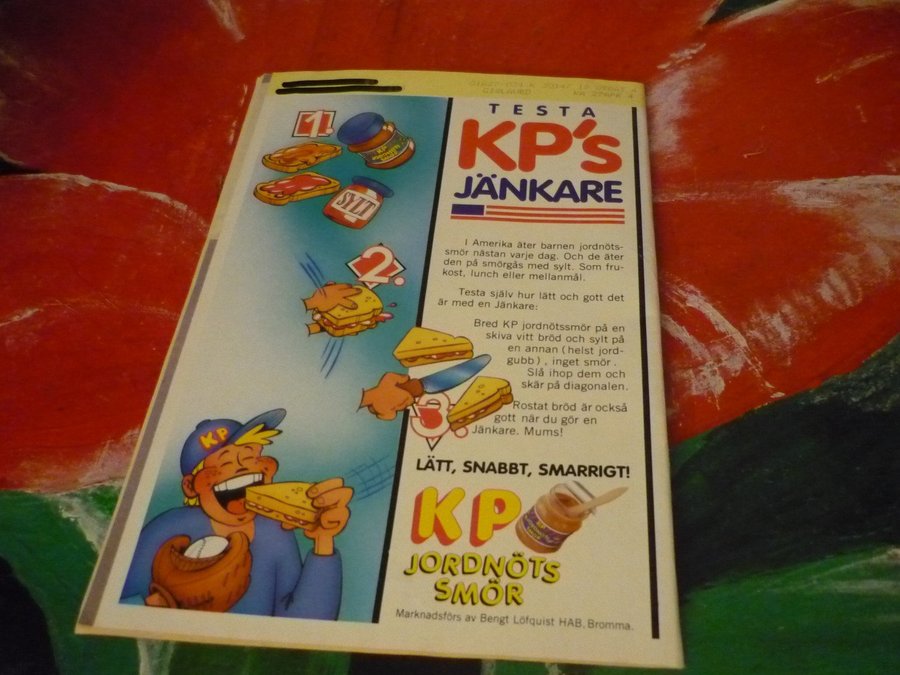 TESTA
KP's
JÄNKARE
I Amerika äter barnen jordnöts-
smör nästan varje dag. Och de äter
den på smörgås med sylt. Som fru-
kost, lunch eller mellanmål.
Testa själv hur lätt och gott det
är med en Jänkare:
Bred KP jordnötssmör på en
skiva vitt bröd och sylt på
en annan (helst jord-
gubb), inget smör.
Slå ihop dem och
skär på diagonalen.
Rostat bröd är också
gott när du gör en
Jänkare. Mums!
LÄTT, SNABBT, SMARRIGT!
KP
JORDNÖTS
SMÖR
Marknadsförs av Bengt Löfquist HAB, Bromma.
1.
KP
SYLT
2.
3.
KP